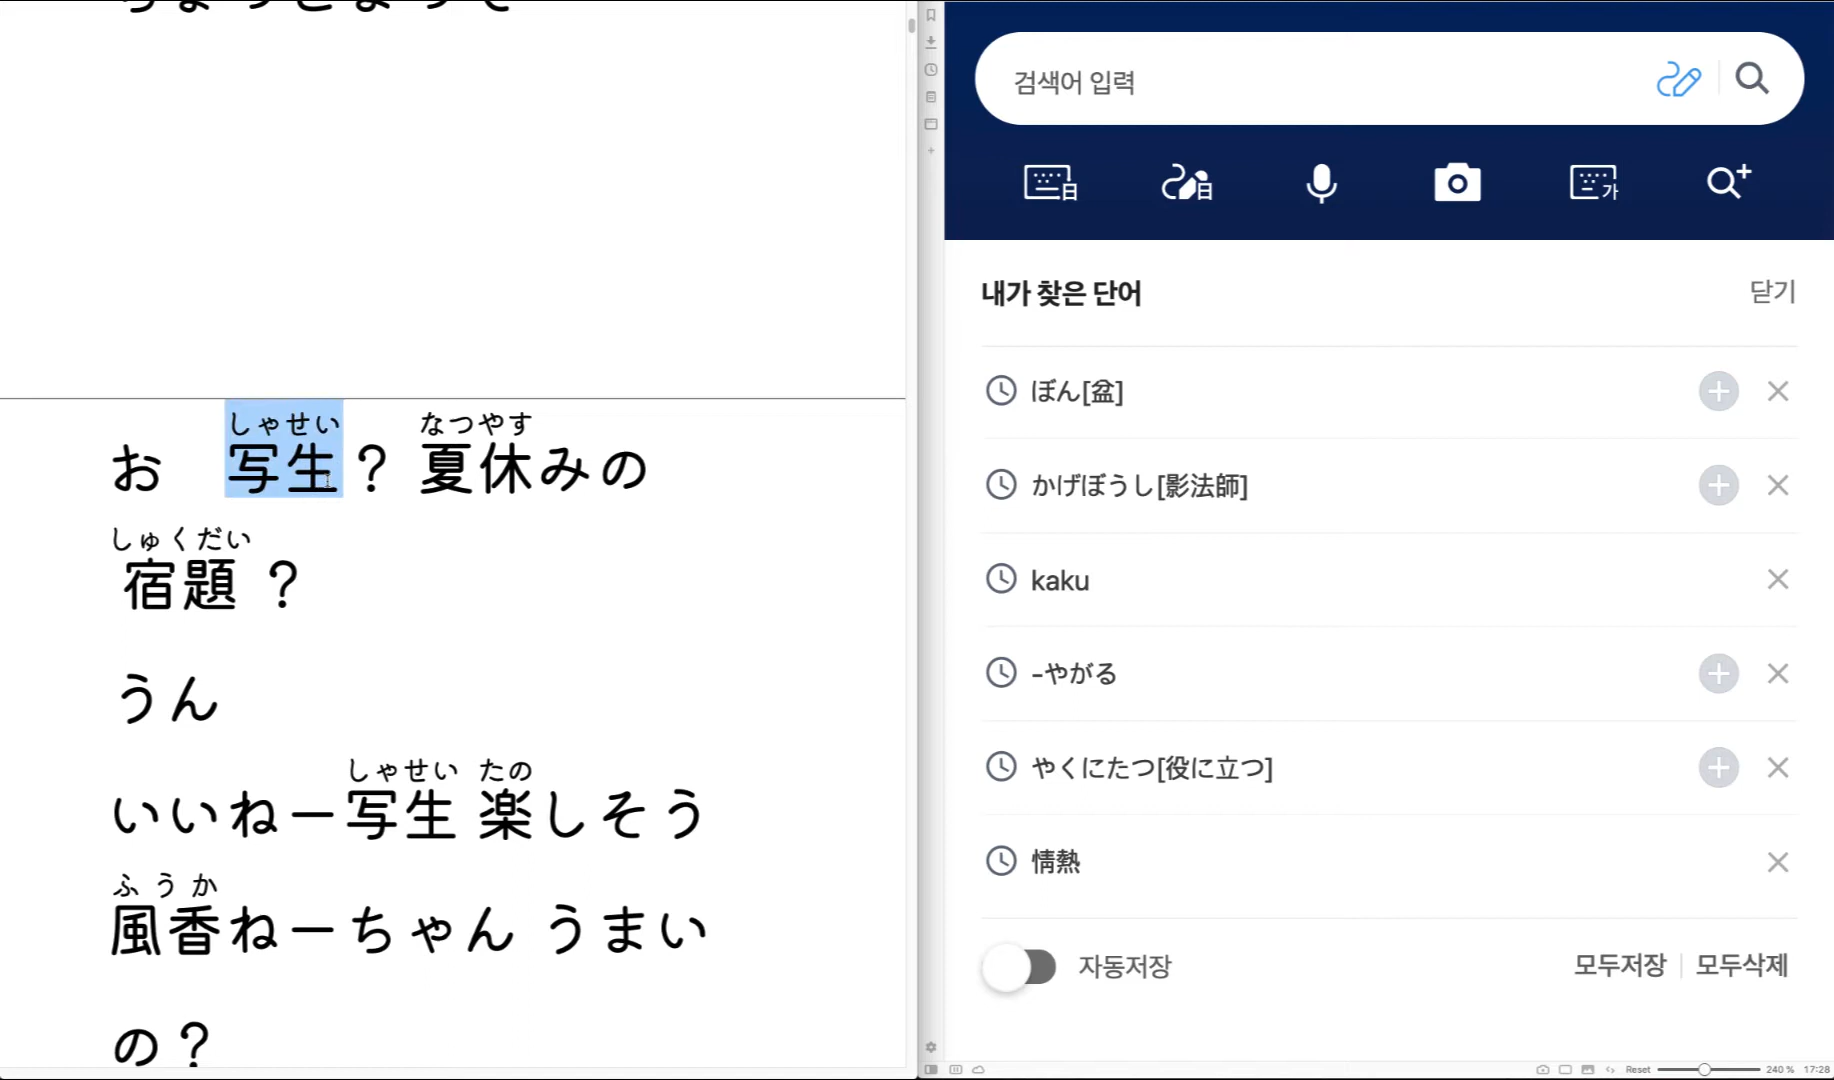 しゃせい なつやす
お 写生? 夏休みの
しゅくだい
宿題?
うん
しゃせい たの
いいねー写生 楽しそう
ふうか
風香ねーちゃん うまい
の?
검색어 입력
내가 찾은 단어
닫기
ぼん[盆]
かげぼうし[影法師]
kaku
-やがる
やくにたつ[役に立つ]
情熱
자동저장
모두저장 | 모두삭제
Reset 240 % 17:28